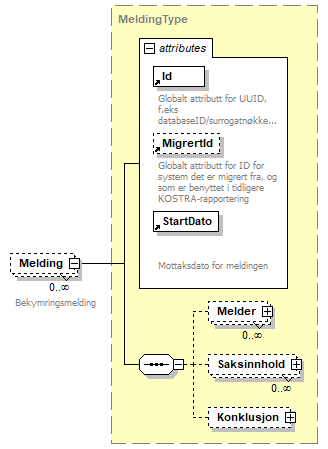 MeldingType
attributes
Id
Globalt attributt for UUID,
f.eks
databaseID/surrogatnøkke...
MigrertId
Globalt attributt for ID for
system det er migrert fra, og
som er benyttet i tidligere
KOSTRA-rapportering
StartDato
Mottaksdato for meldingen
Melding
0..∞
Bekymringsmelding
Melder
0..∞
Saksinnhold
0..∞
Konklusjon